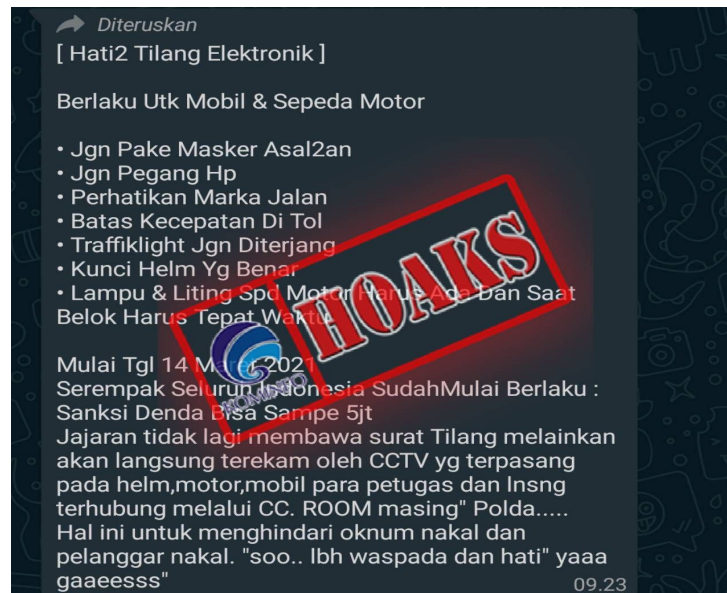 Diteruskan
[ Hati2 Tilang Elektronik ]
Berlaku Utk Mobil & Sepeda Motor
• Jgn Pake Masker Asal2an
• Jgn Pegang Hp
• Perhatikan Marka Jalan
• Batas Kecepatan Di Tol
• Traffiklight Jgn Diterjang
• Kunci Helm Yg Benar
• Lampu & Liting Spd Motor Harus Ada Dan Saat
Belok Harus Tepat Waktu
HOAKS
KOMINFO
Mulai Tgl 14 Maret 2021
Serempak Seluruh Indonesia SudahMulai Berlaku :
Sanksi Denda Bisa Sampe 5jt
Jajaran tidak lagi membawa surat Tilang melainkan
akan langsung terekam oleh CCTV yg terpasang
pada helm,motor,mobil para petugas dan lnsng
terhubung melalui CC. ROOM masing" Polda.....
Hal ini untuk menghindari oknum nakal dan
pelanggar nakal. "soo.. lbh waspada dan hati" yaaa
gaaeesss"
09.23